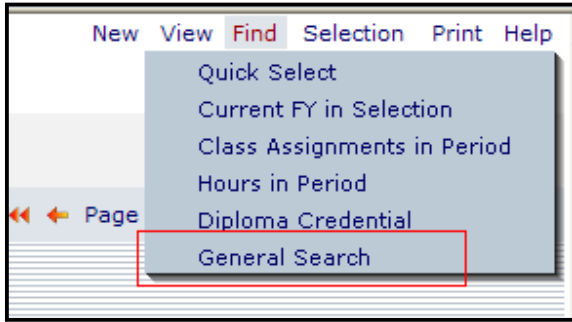 New View Find Selection Print Help
Quick Select
Current FY in Selection
Class Assignments in Period
Hours in Period
Page
Diploma Credential
General Search